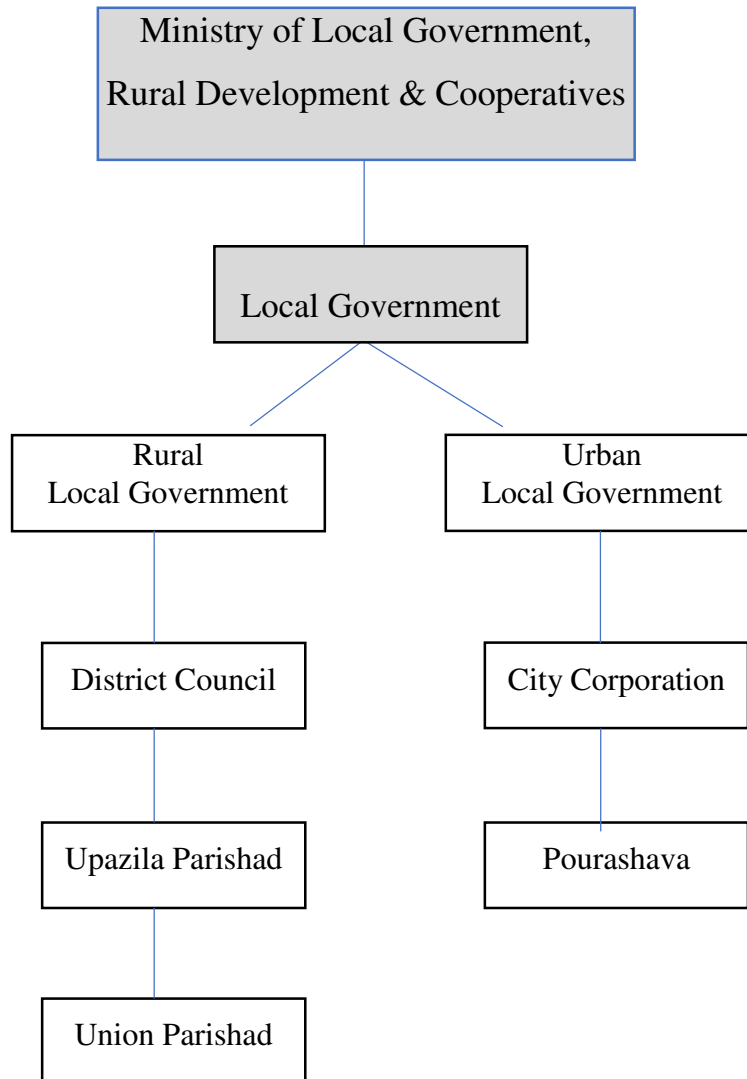 Ministry of Local Government,
Rural Development & Cooperatives
Local Government
Rural
Local Government
Urban
Local Government
District Council
City Corporation
Upazila Parishad
Pourashava
Union Parishad